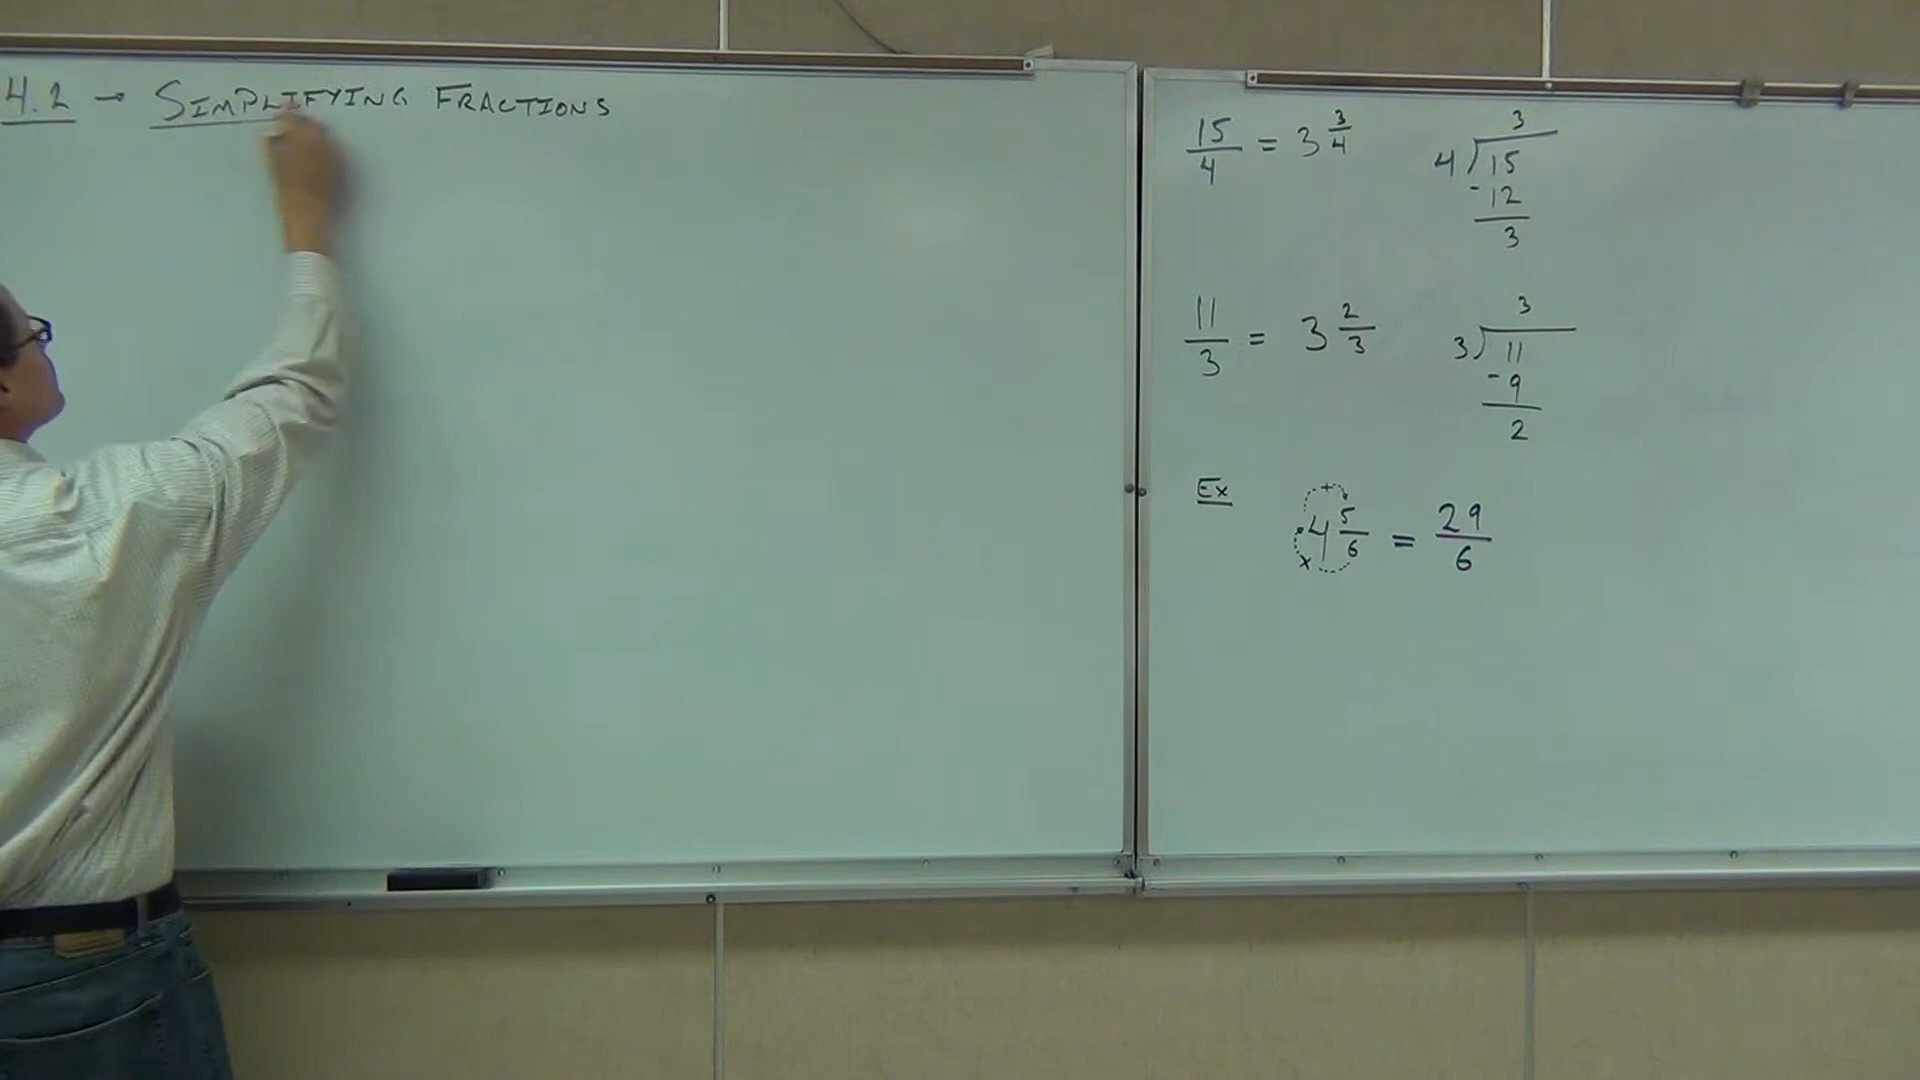 4.2 → SIMPLIFYING FRACTIONS
15/4 = 3 3/4
3
4)15
-12
3
11/3 = 3 2/3
3
3)11
-9
2
Ex
+
4 5/6 = 29/6
x